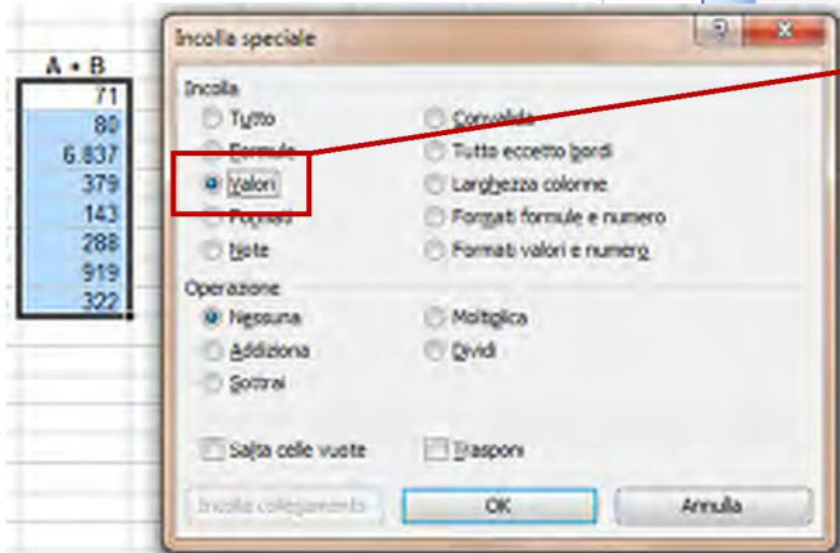 Incolla speciale
A + B
71
80
6.837
379
143
288
919
322
Incolla
Tutto
Formule
Valori
Formati
Note
Convalida
Tutto eccetto bordi
Larghezza colonne
Formati formule e numero
Formati valori e numero
Operazione
Nessuna
Addiziona
Sottrai
Moltiplica
Dividi
Salta celle vuote
Trasponi
Incolla collegamento
OK
Annulla